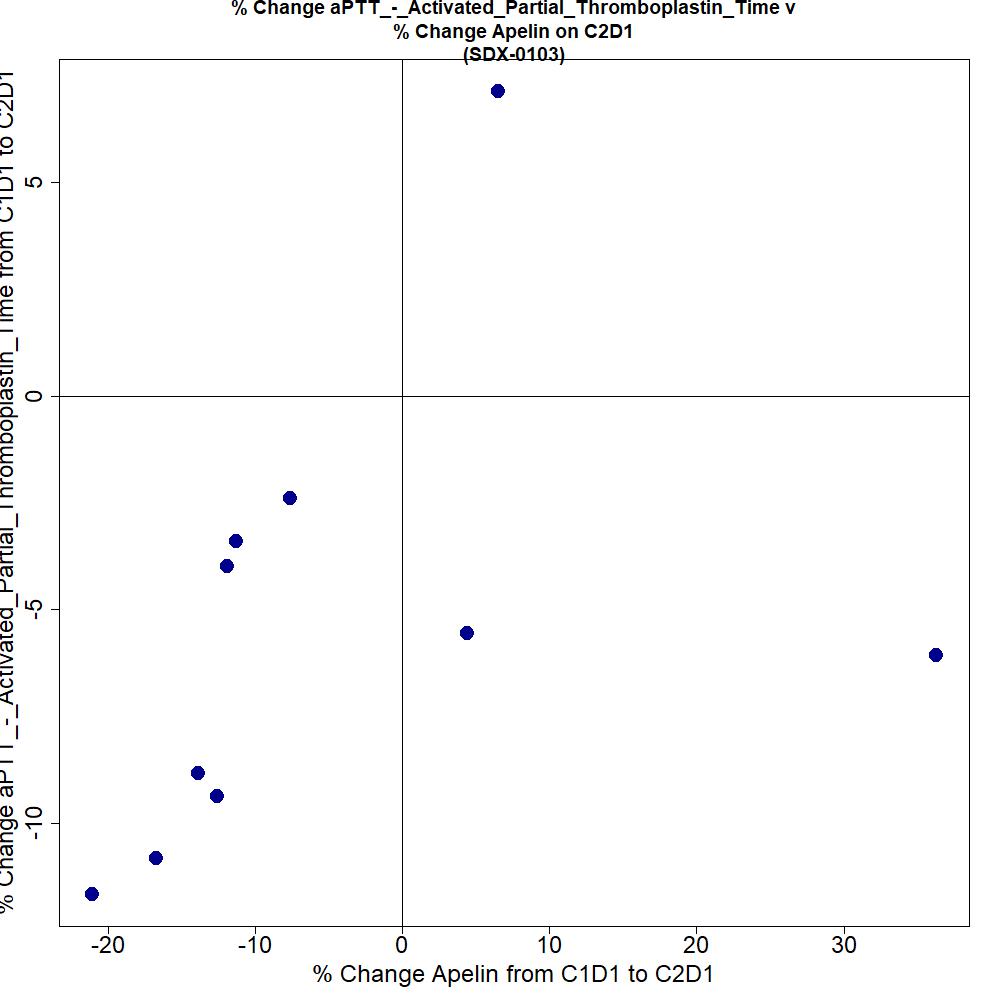 % Change aPTT_-_Activated_Partial_Thromboplastin_Time v
% Change Apelin on C2D1
(SDX-0103)
% Change aPTT_-_Activated_Partial_Thromboplastin_Time from C1D1 to C2D1
5
0
-5
-10
-20
-10
0
10
20
30
% Change Apelin from C1D1 to C2D1